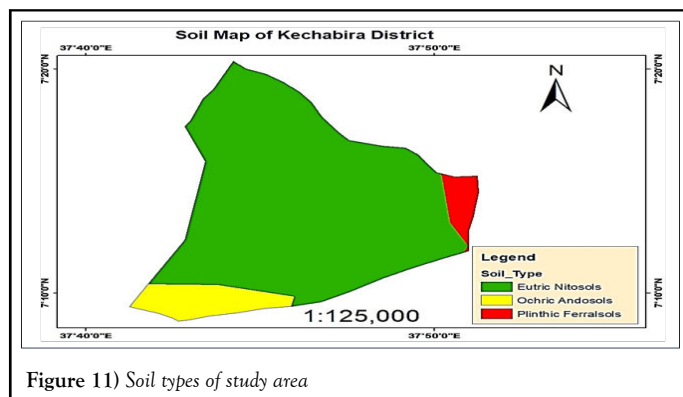 Soil Map of Kechabira District
37°40'0"E 37°50'0"E
7°20'0"N 7°20'0"N
N
Legend
Soil_Type
Eutric Nitosols
Ochric Andosols
Plinthic Ferralsols
7°10'0"N 7°10'0"N
1:125,000
37°40'0"E 37°50'0"E
Figure 11) Soil types of study area